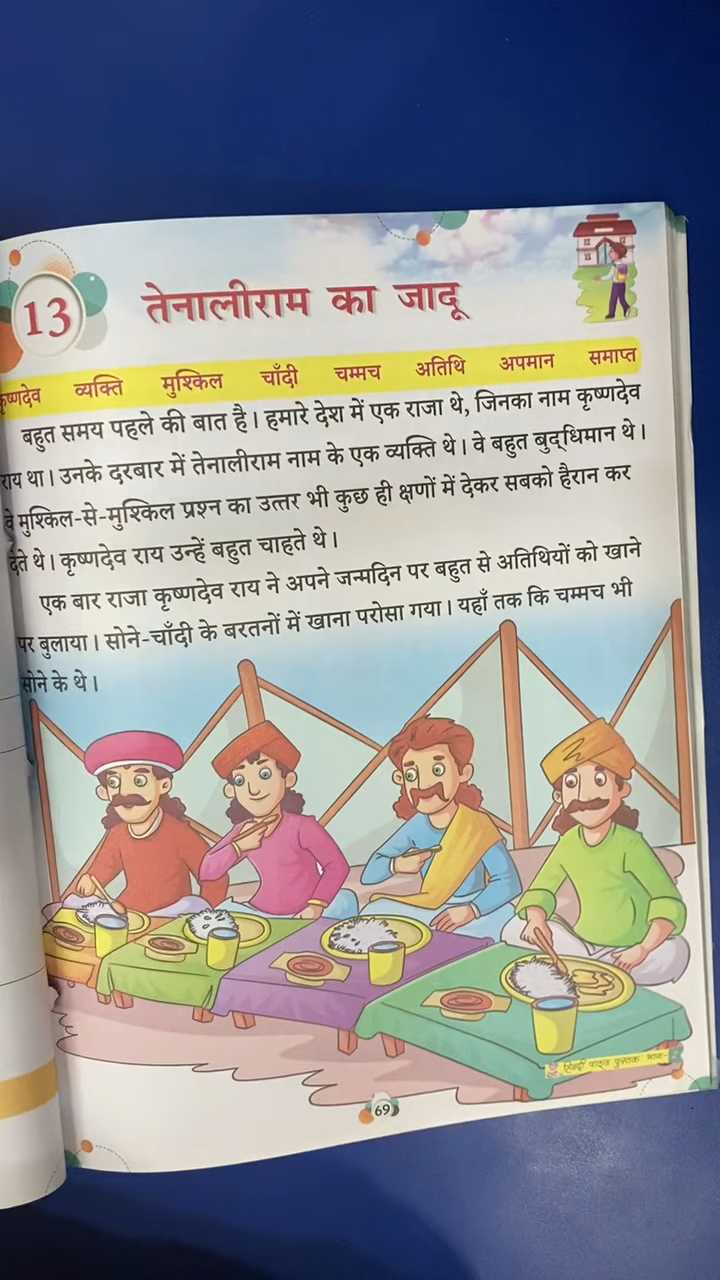 13
तेनालीराम का जादू
कृष्णदेव व्यक्ति मुश्किल चाँदी चम्मच अतिथि अपमान समाप्त
बहुत समय पहले की बात है। हमारे देश में एक राजा थे, जिनका नाम कृष्णदेव
राय था। उनके दरबार में तेनालीराम नाम के एक व्यक्ति थे। वे बहुत बुद्धिमान थे।
वे मुश्किल-से-मुश्किल प्रश्न का उत्तर भी कुछ ही क्षणों में देकर सबको हैरान कर
देते थे। कृष्णदेव राय उन्हें बहुत चाहते थे।
एक बार राजा कृष्णदेव राय ने अपने जन्मदिन पर बहुत से अतिथियों को खाने
पर बुलाया। सोने-चाँदी के बरतनों में खाना परोसा गया। यहाँ तक कि चम्मच भी
सोने के थे।
हिन्दी पाठ्य पुस्तक भाग-
69